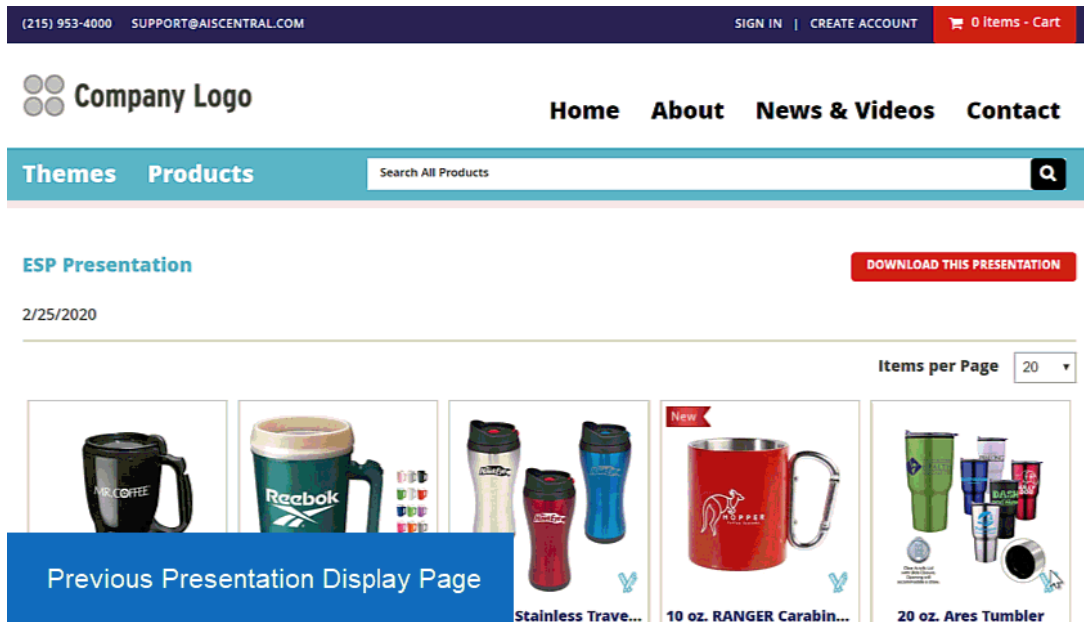 (215) 953-4000 SUPPORT@AISCENTRAL.COM SIGN IN | CREATE ACCOUNT 0 items - Cart
Company Logo
Home About News & Videos Contact
Themes Products Search All Products
ESP Presentation DOWNLOAD THIS PRESENTATION
2/25/2020
Items per Page 20
New
MR.COFFEE
Reebok
HOPPER
DASH
Previous Presentation Display Page
Stainless Trave... 10 oz. RANGER Carabin... 20 oz. Ares Tumbler